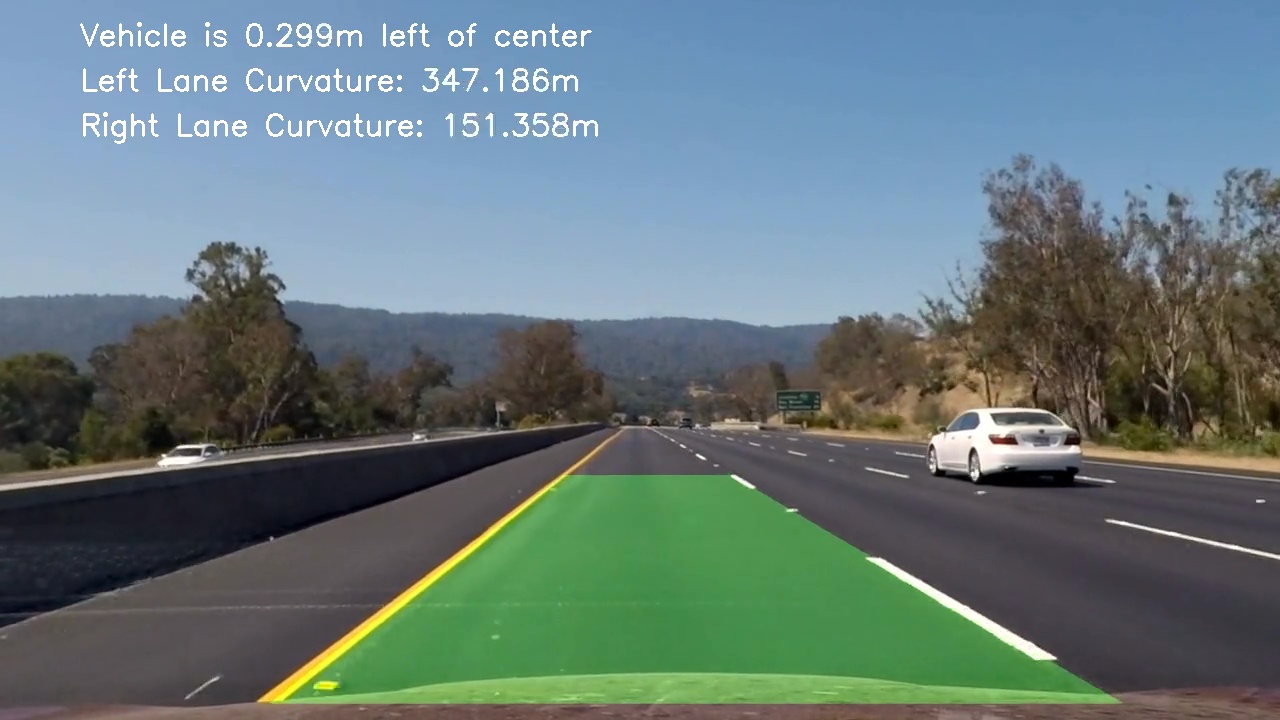 Vehicle is 0.299m left of center
Left Lane Curvature: 347.186m
Right Lane Curvature: 151.358m